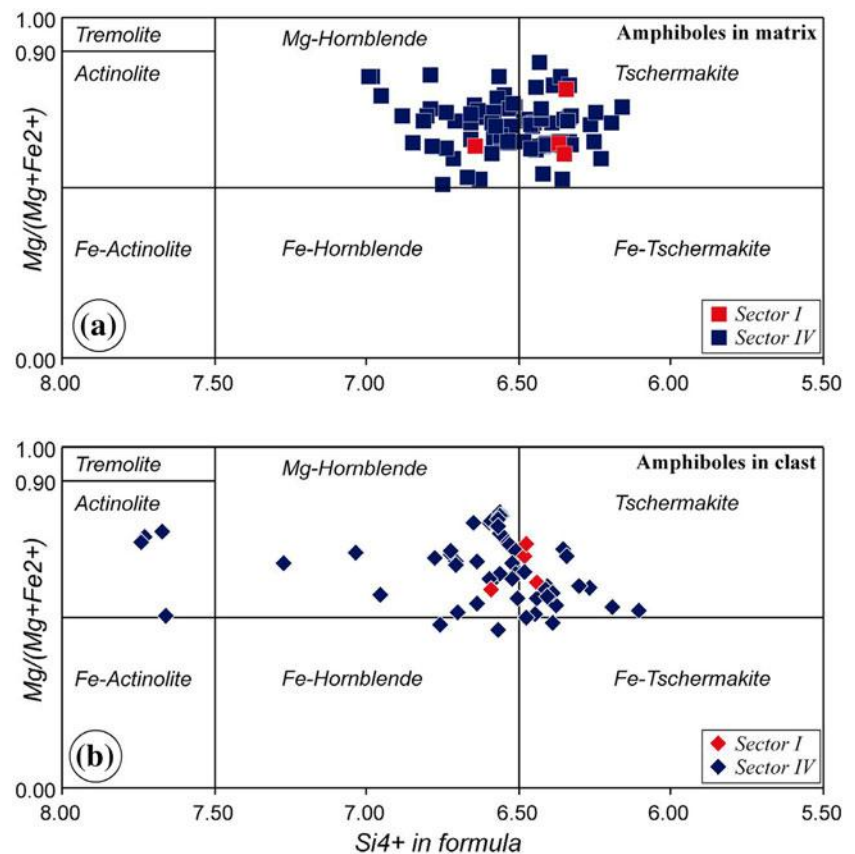 1.00
Tremolite
Mg-Hornblende
Amphiboles in matrix
0.90
Actinolite
Tschermakite
Mg/(Mg+Fe2+)
Fe-Actinolite
Fe-Hornblende
Fe-Tschermakite
(a)
Sector I
Sector IV
0.00
8.00 7.50 7.00 6.50 6.00 5.50
1.00
Tremolite
Mg-Hornblende
Amphiboles in clast
0.90
Actinolite
Tschermakite
Mg/(Mg+Fe2+)
Fe-Actinolite
Fe-Hornblende
Fe-Tschermakite
(b)
Sector I
Sector IV
0.00
8.00 7.50 7.00 6.50 6.00 5.50
Si4+ in formula